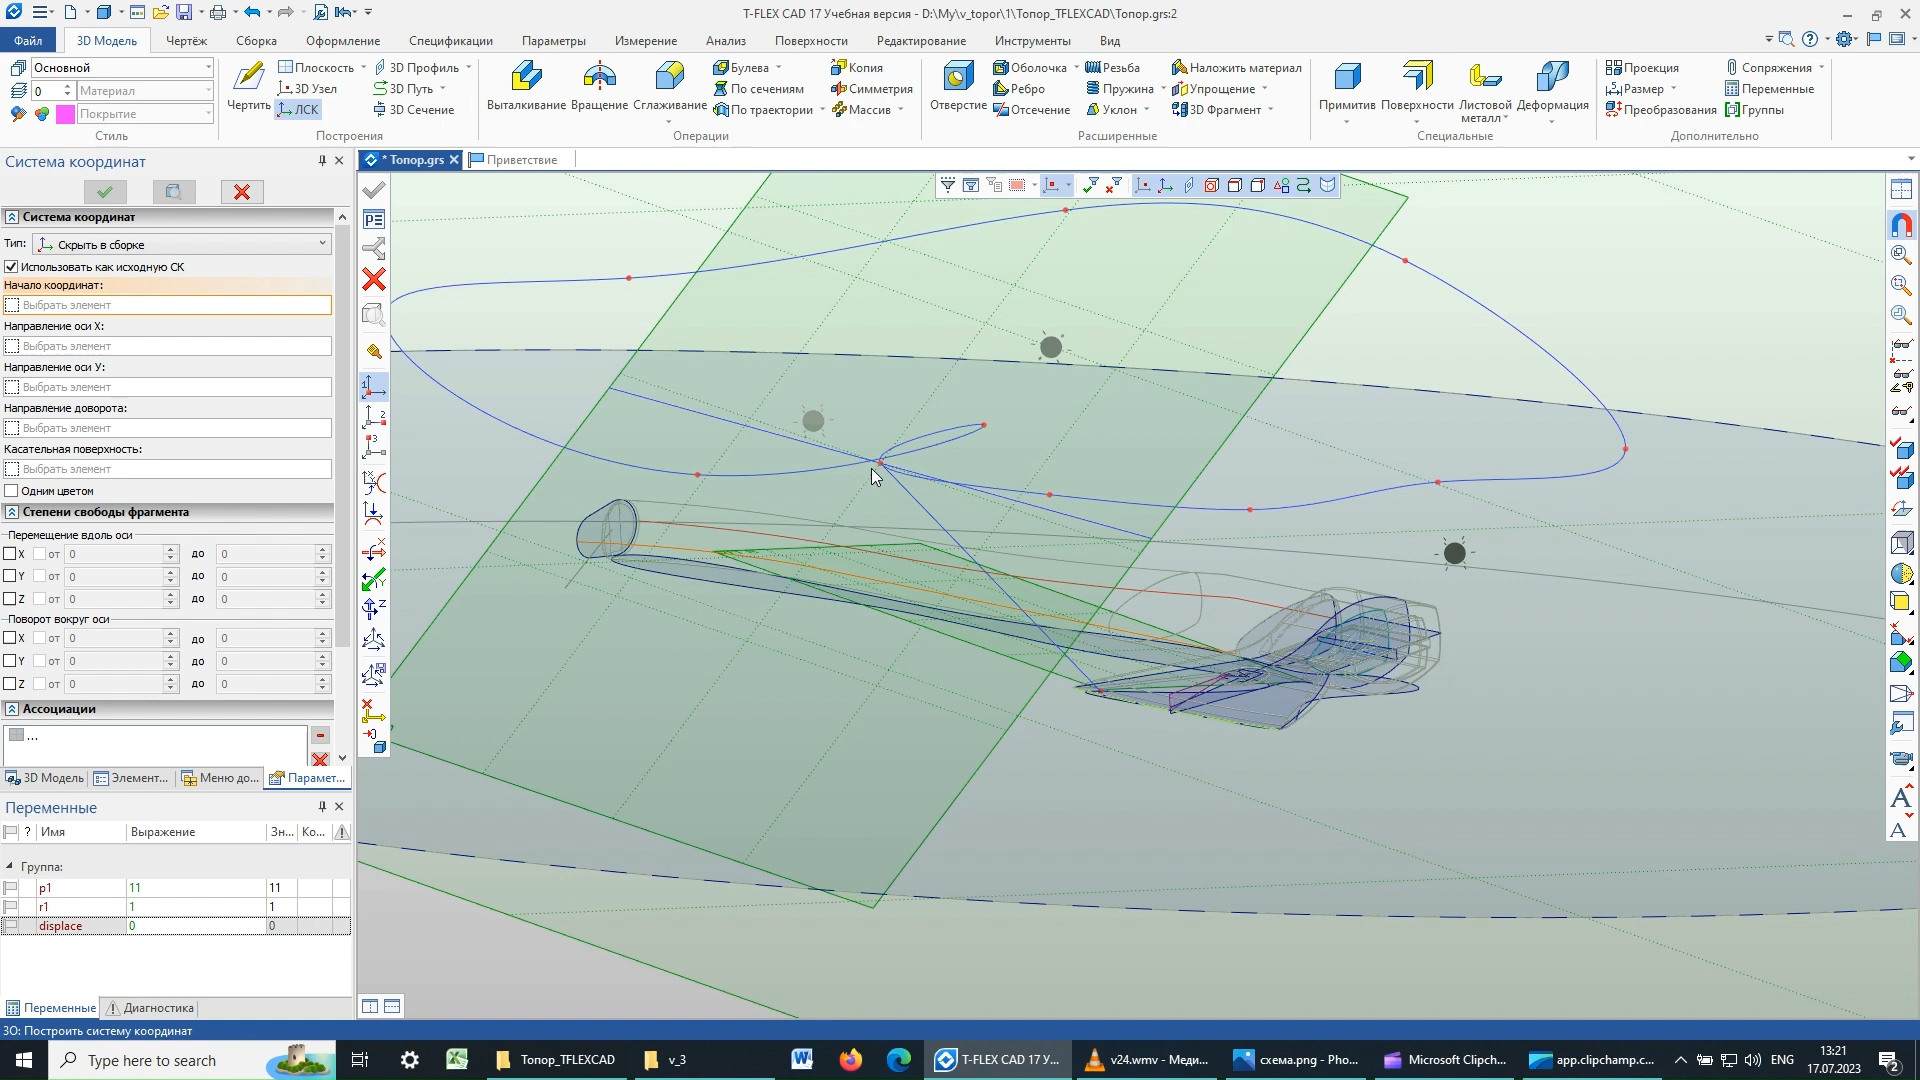 T-FLEX CAD 17 Учебная версия - D:\My\v_topor\1\Топор_TFLEXCAD\Топор.grs:2
Файл
3D Модель
Чертёж
Сборка
Оформление
Спецификации
Параметры
Измерение
Анализ
Поверхности
Редактирование
Инструменты
Вид
Основной
0
Материал
Покрытие
Стиль
Чертить
Плоскость
3D Узел
ЛСК
3D Профиль
3D Путь
3D Сечение
Построения
Выталкивание
Вращение
Сглаживание
Булева
По сечениям
По траектории
Копия
Симметрия
Массив
Операции
Отверстие
Оболочка
Ребро
Отсечение
Резьба
Пружина
Уклон
Наложить материал
Упрощение
3D Фрагмент
Расширенные
Примитив
Поверхности
Листовой металл
Деформация
Специальные
Проекция
Размер
Преобразования
Сопряжения
Переменные
Группы
Дополнительно
Система координат
* Топор.grs
Приветствие
Система координат
Тип:
Скрыть в сборке
Использовать как исходную СК
Начало координат:
Выбрать элемент
Направление оси X:
Выбрать элемент
Направление оси У:
Выбрать элемент
Направление доворота:
Выбрать элемент
Касательная поверхность:
Выбрать элемент
Одним цветом
Степени свободы фрагмента
Перемещение вдоль оси
X от 0 до 0
Y от 0 до 0
Z от 0 до 0
Поворот вокруг оси
X от 0 до 0
Y от 0 до 0
Z от 0 до 0
Ассоциации
...
3D Модель
Элемент...
Меню до...
Парамет...
Переменные
? Имя Выражение Зн... Ко...
Группа:
p1 11 11
r1 1 1
displace 0 0
Переменные
Диагностика
3O: Построить систему координат
Type here to search
Топор_TFLEXCAD
v_3
T-FLEX CAD 17 У...
v24.wmv - Меди...
схема.png - Pho...
Microsoft Clipch...
app.clipchamp.c...
ENG
13:21
17.07.2023
2